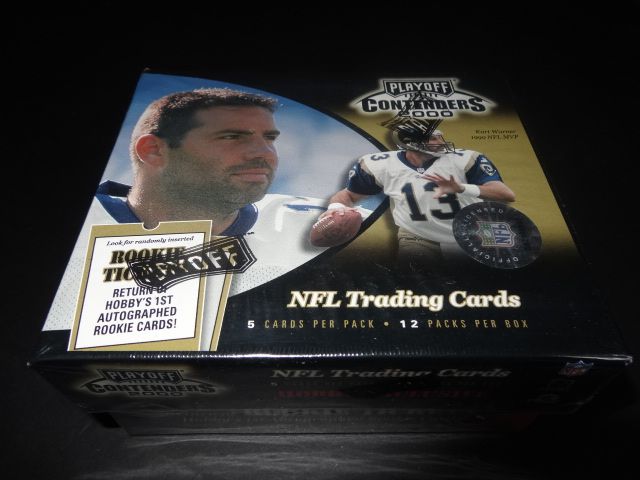 PLAYOFF
CONTENDERS
2000
Kurt Warner
1999 NFL MVP
13
Look for randomly inserted
ROOKIE
PLAYOFF
RETURN OF
HOBBY'S 1ST
AUTOGRAPHED
ROOKIE CARDS!
NFL
NFL Trading Cards
5 CARDS PER PACK • 12 PACKS PER BOX
PLAYOFF
CONTENDERS
2000
NFL Trading Cards